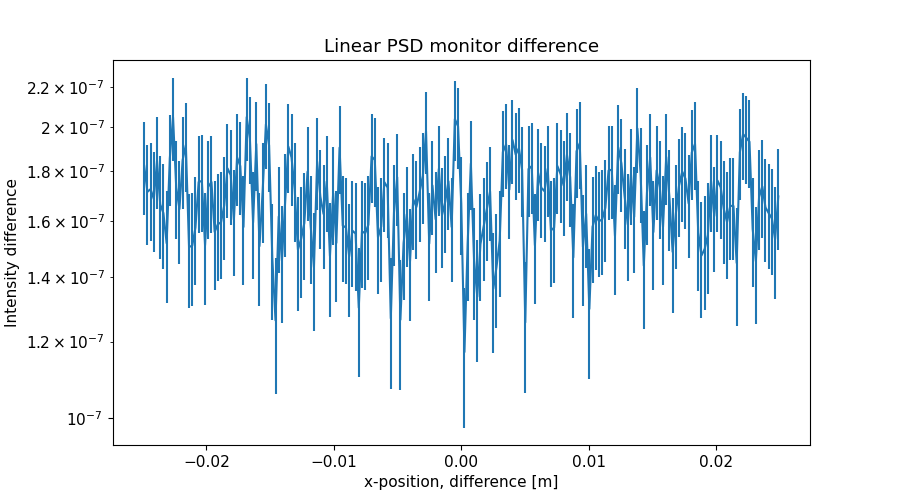 Linear PSD monitor difference
2.2 × 10⁻⁷
2 × 10⁻⁷
1.8 × 10⁻⁷
1.6 × 10⁻⁷
1.4 × 10⁻⁷
1.2 × 10⁻⁷
10⁻⁷
Intensity difference
−0.02 −0.01 0.00 0.01 0.02
x-position, difference [m]